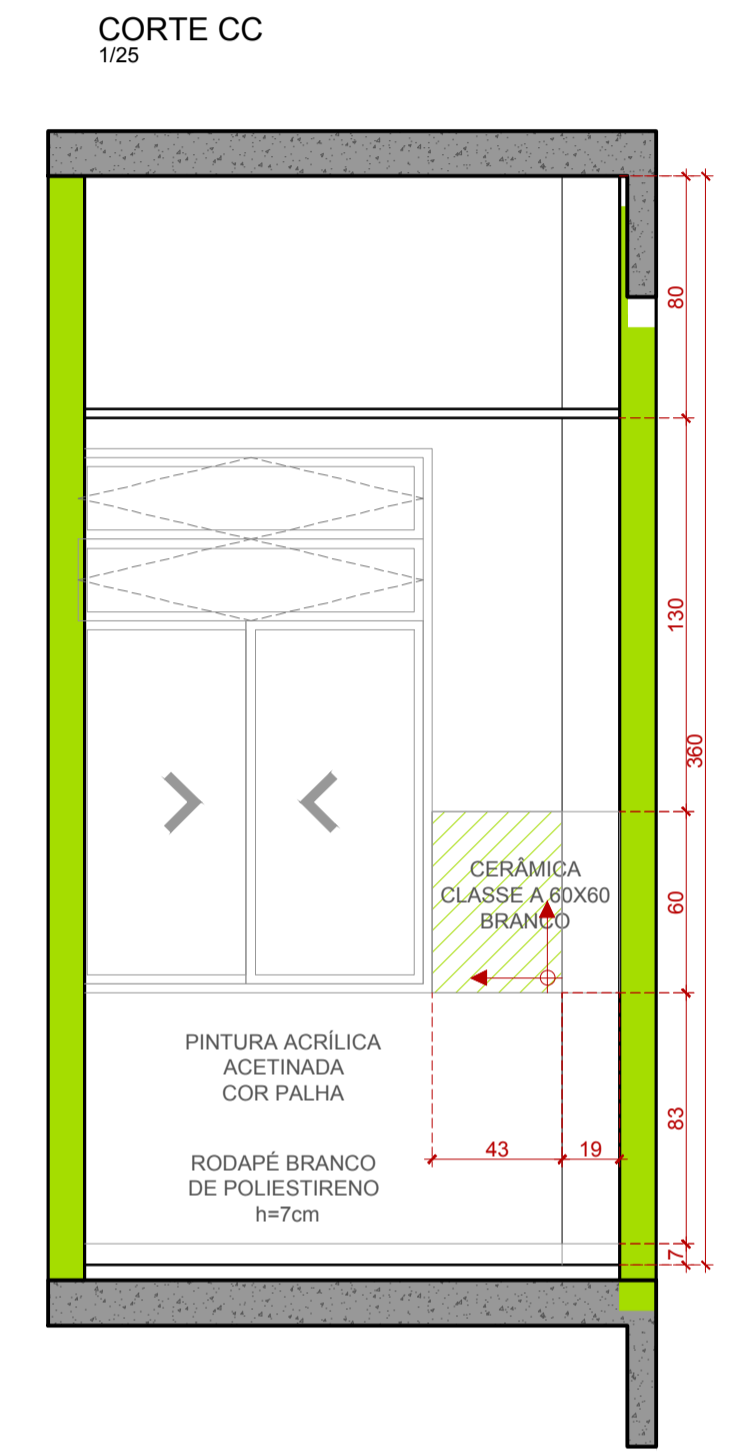 CORTE CC
1/25
80
130
360
CERÂMICA
CLASSE A 60X60
BRANCO
60
PINTURA ACRÍLICA
ACETINADA
COR PALHA
83
43
19
RODAPÉ BRANCO
DE POLIESTIRENO
h=7cm
7